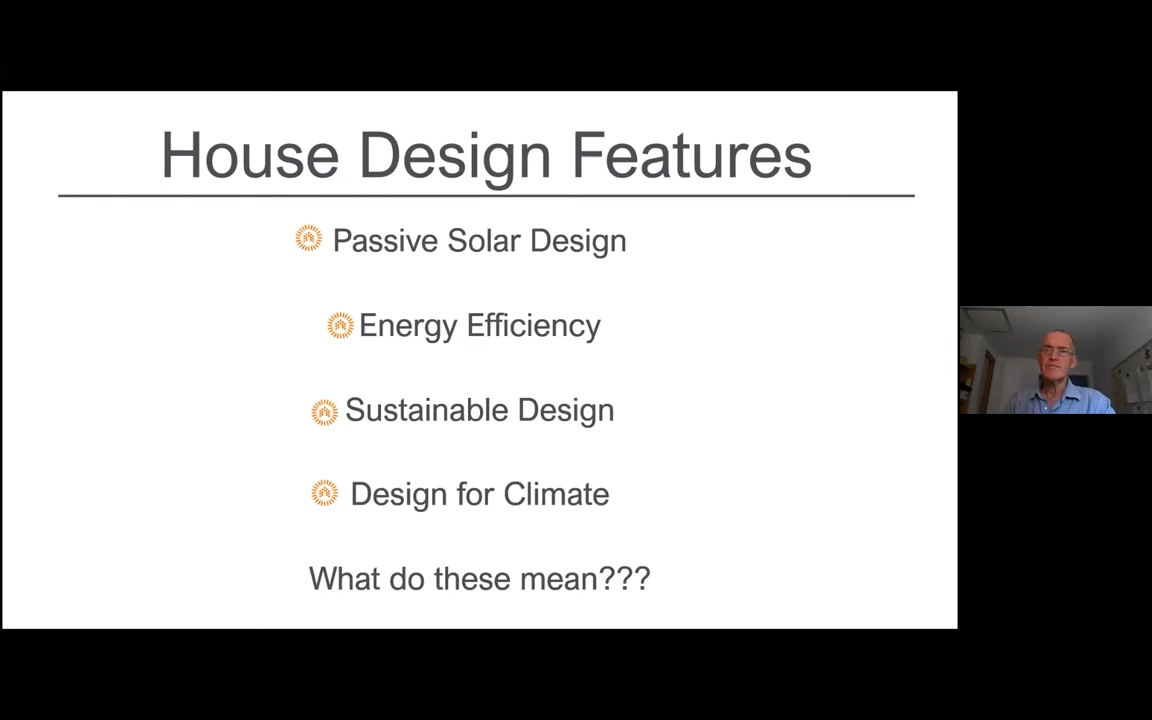 House Design Features
Passive Solar Design
Energy Efficiency
Sustainable Design
Design for Climate
What do these mean???